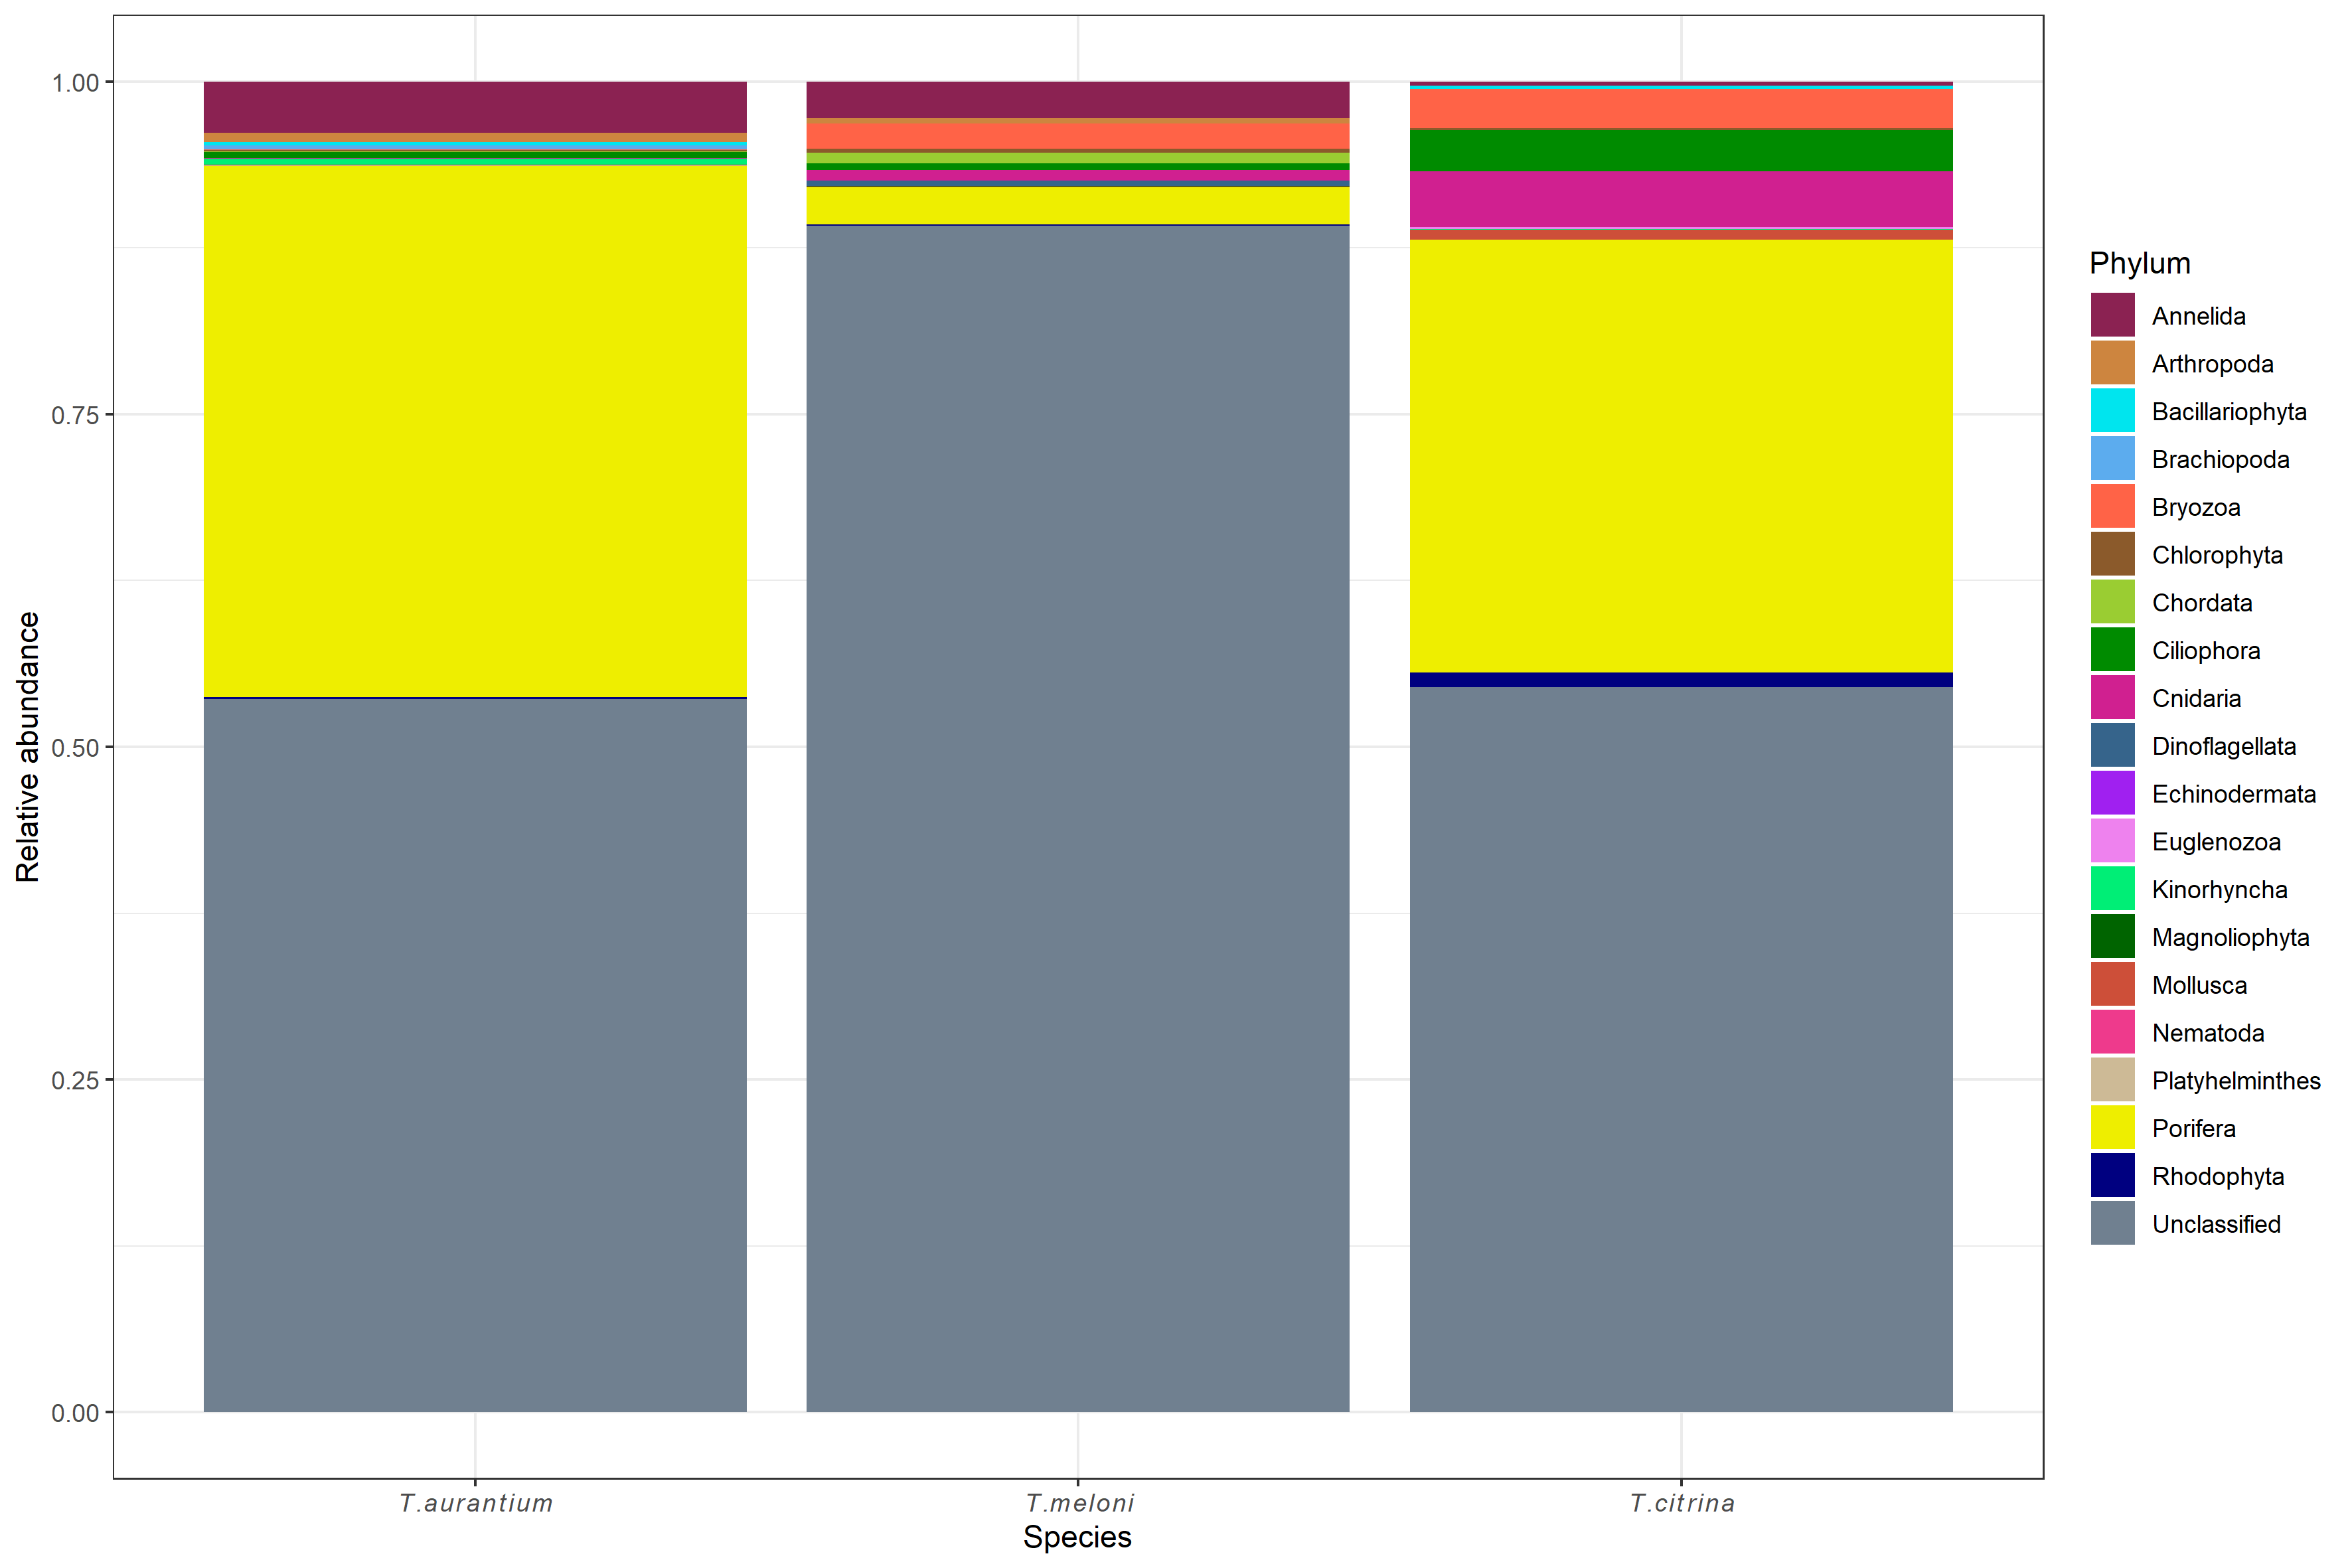 1.00
0.75
0.50
0.25
0.00
Relative abundance
T.aurantium
T.meloni
T.citrina
Species
Phylum
Annelida
Arthropoda
Bacillariophyta
Brachiopoda
Bryozoa
Chlorophyta
Chordata
Ciliophora
Cnidaria
Dinoflagellata
Echinodermata
Euglenozoa
Kinorhyncha
Magnoliophyta
Mollusca
Nematoda
Platyhelminthes
Porifera
Rhodophyta
Unclassified